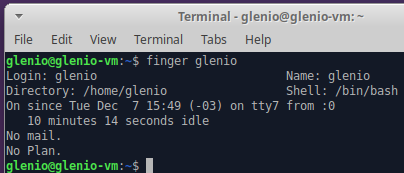 Terminal - glenio@glenio-vm: ~
File Edit View Terminal Tabs Help
glenio@glenio-vm:~$ finger glenio
Login: glenio Name: glenio
Directory: /home/glenio Shell: /bin/bash
On since Tue Dec  7 15:49 (-03) on tty7 from :0
   10 minutes 14 seconds idle
No mail.
No Plan.
glenio@glenio-vm:~$